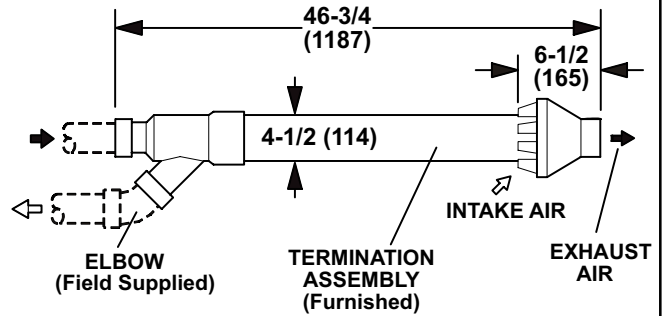 46-3/4
(1187)
6-1/2
(165)
4-1/2 (114)
INTAKE AIR
ELBOW
(Field Supplied)
TERMINATION
ASSEMBLY
(Furnished)
EXHAUST
AIR